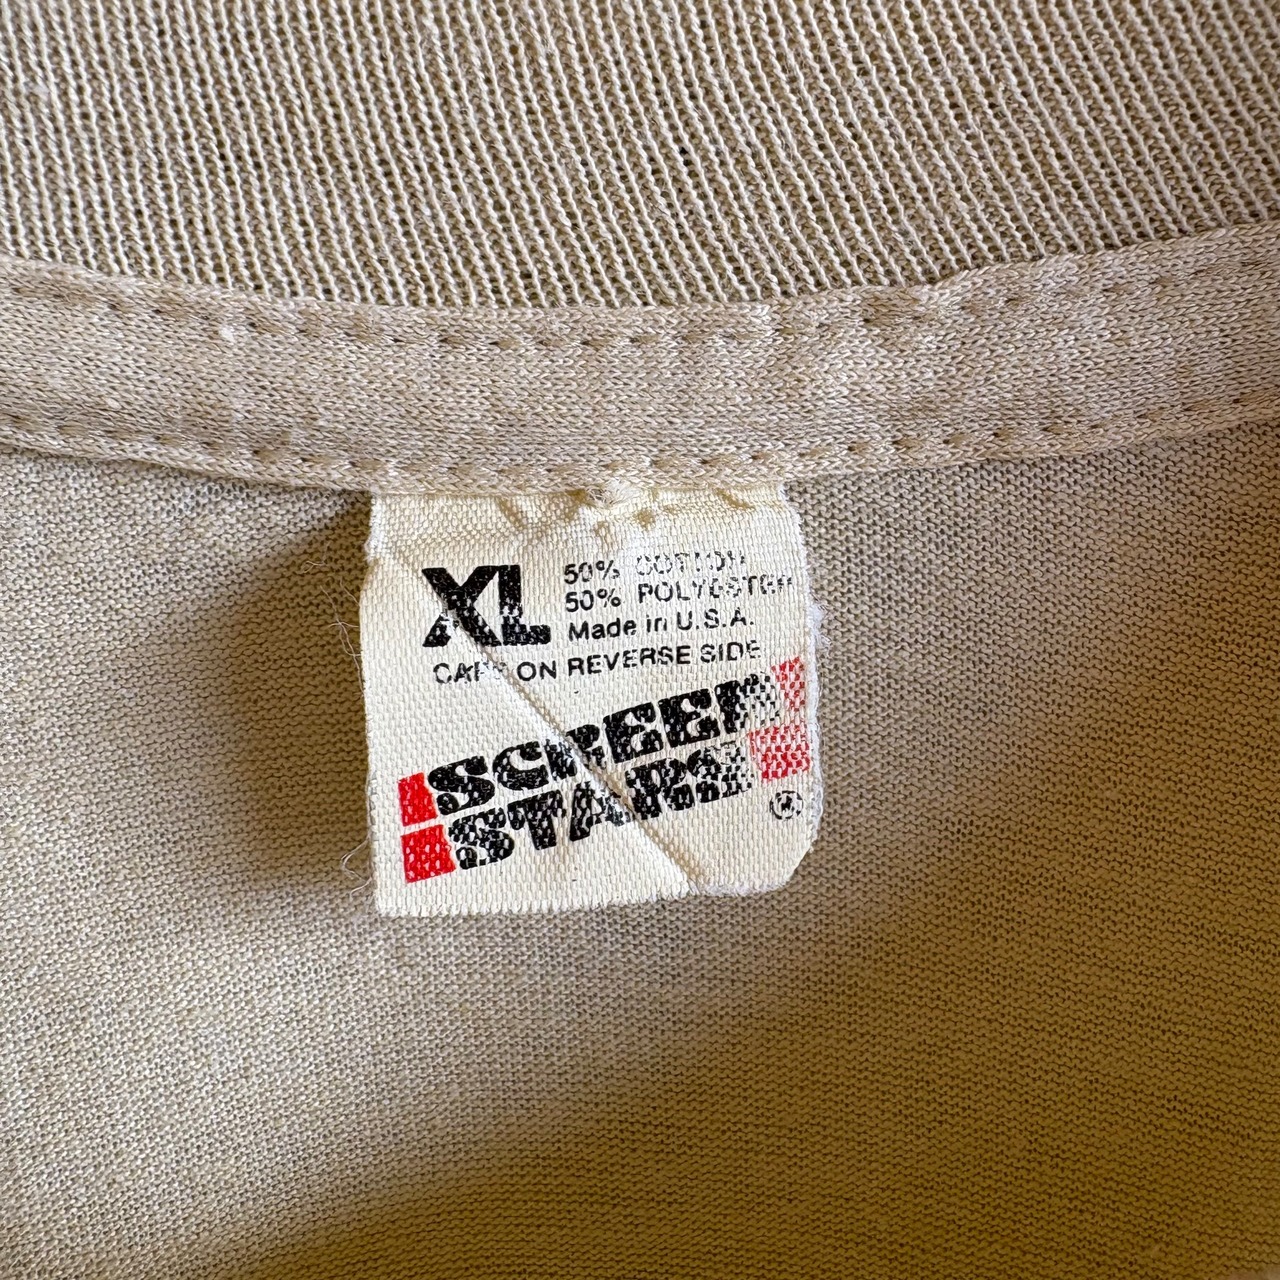 XL
50% COTTON
50% POLYESTER
Made in U.S.A.
CARE ON REVERSE SIDE
SCREEN
STARS
®